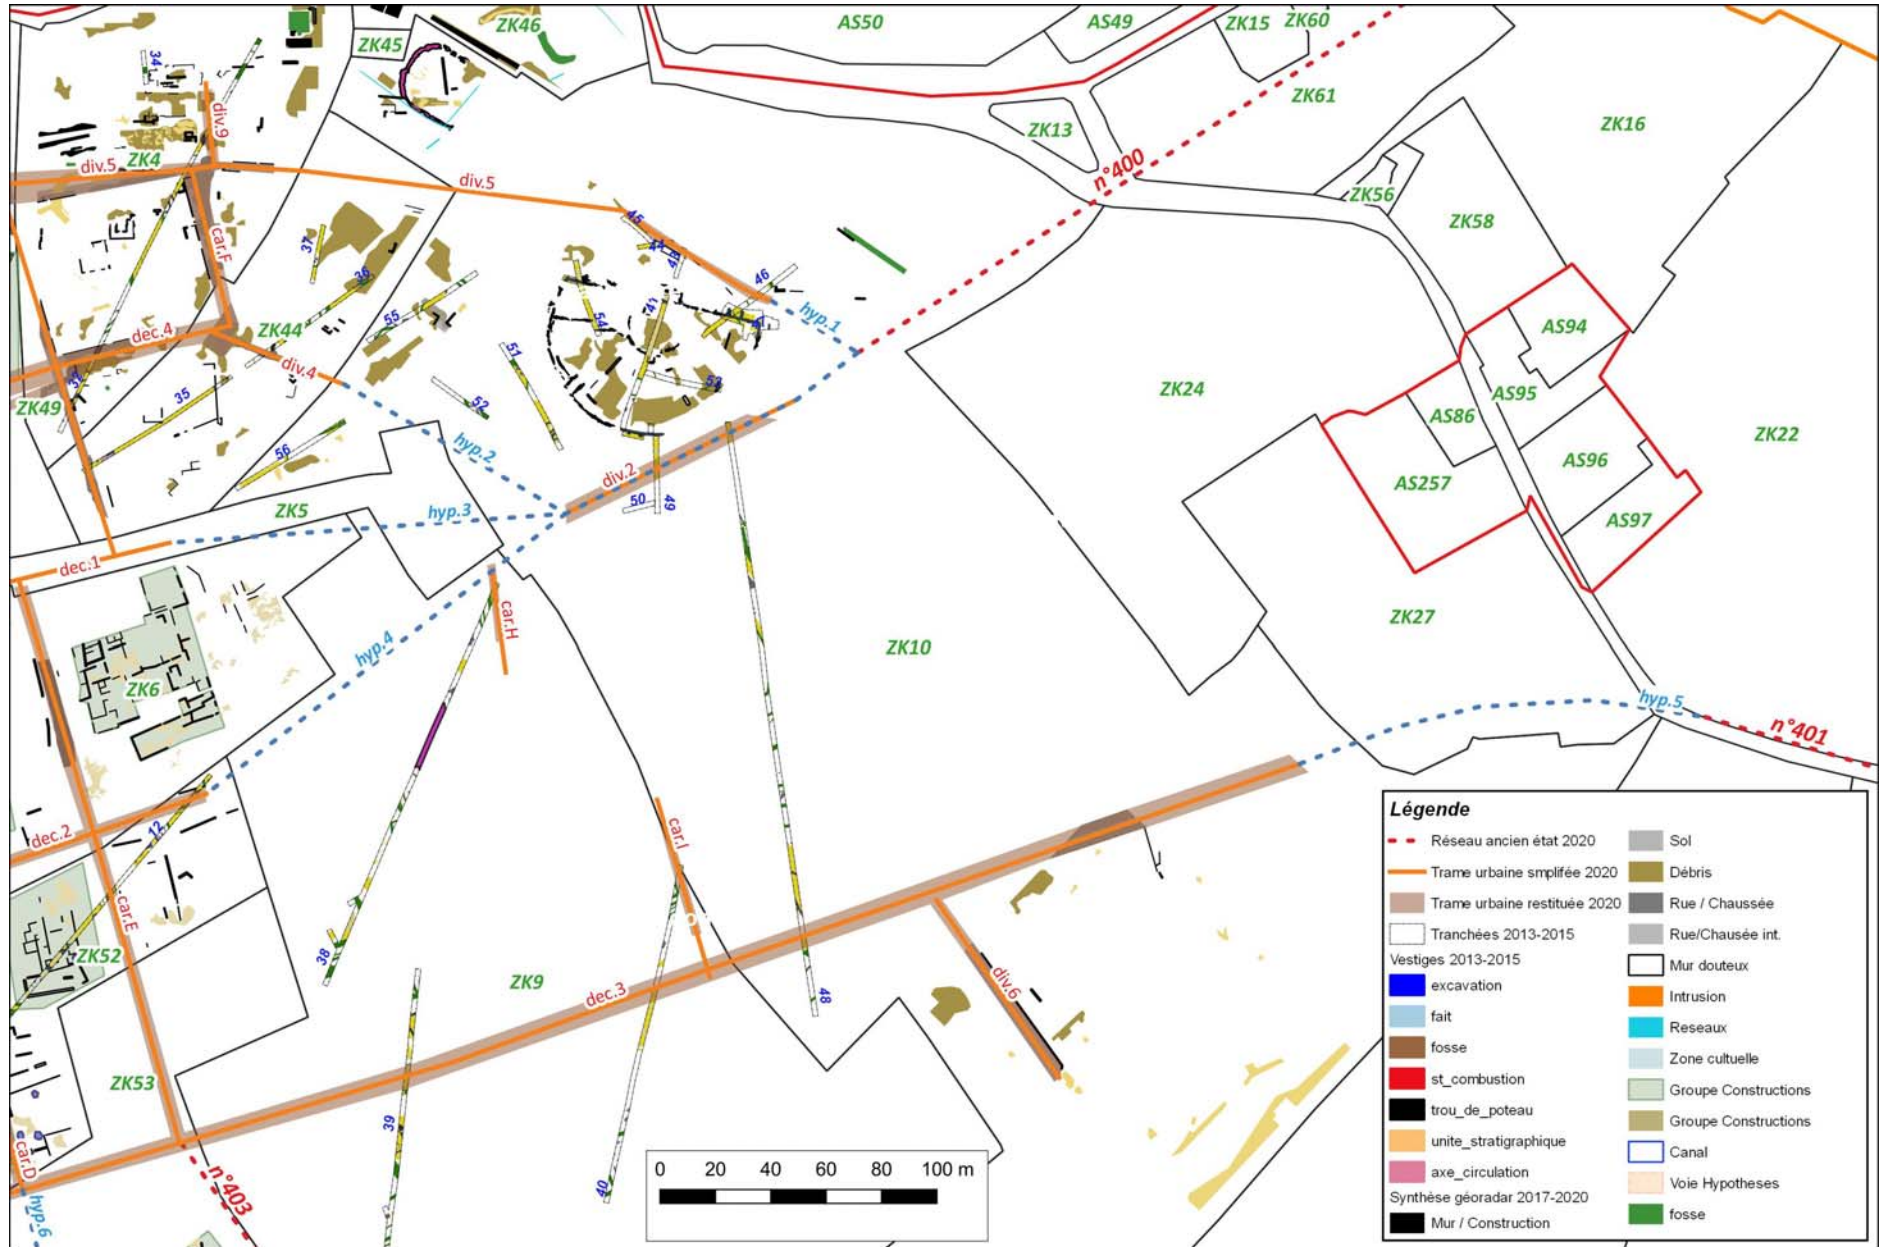 ZK46
AS50
AS49
ZK15
ZK60
ZK45
34
ZK61
ZK16
div.9
ZK13
n°400
ZK4
div.5
div.5
ZK56
ZK58
car.F
37
45
44
43
36
46
hyp.1
dec.4
ZK44
55
54
41
AS94
51
div.4
32
35
52
53
ZK24
AS95
ZK49
AS86
hyp.2
56
div.2
ZK22
AS96
AS257
50
49
ZK5
hyp.3
AS97
dec.1
car.H
ZK27
hyp.4
ZK10
ZK6
hyp.5
n°401
dec.2
12
car.I
car.E
38
ZK52
ZK9
dec.3
48
div.6
ZK53
39
40
car.D
n°403
hyp.6
0 20 40 60 80 100 m
Légende
Réseau ancien état 2020
Trame urbaine smplifée 2020
Trame urbaine restituée 2020
Tranchées 2013-2015
Vestiges 2013-2015
excavation
fait
fosse
st_combustion
trou_de_poteau
unite_stratigraphique
axe_circulation
Synthèse géoradar 2017-2020
Mur / Construction
Sol
Débris
Rue / Chaussée
Rue/Chausée int.
Mur douteux
Intrusion
Reseaux
Zone cultuelle
Groupe Constructions
Groupe Constructions
Canal
Voie Hypotheses
fosse